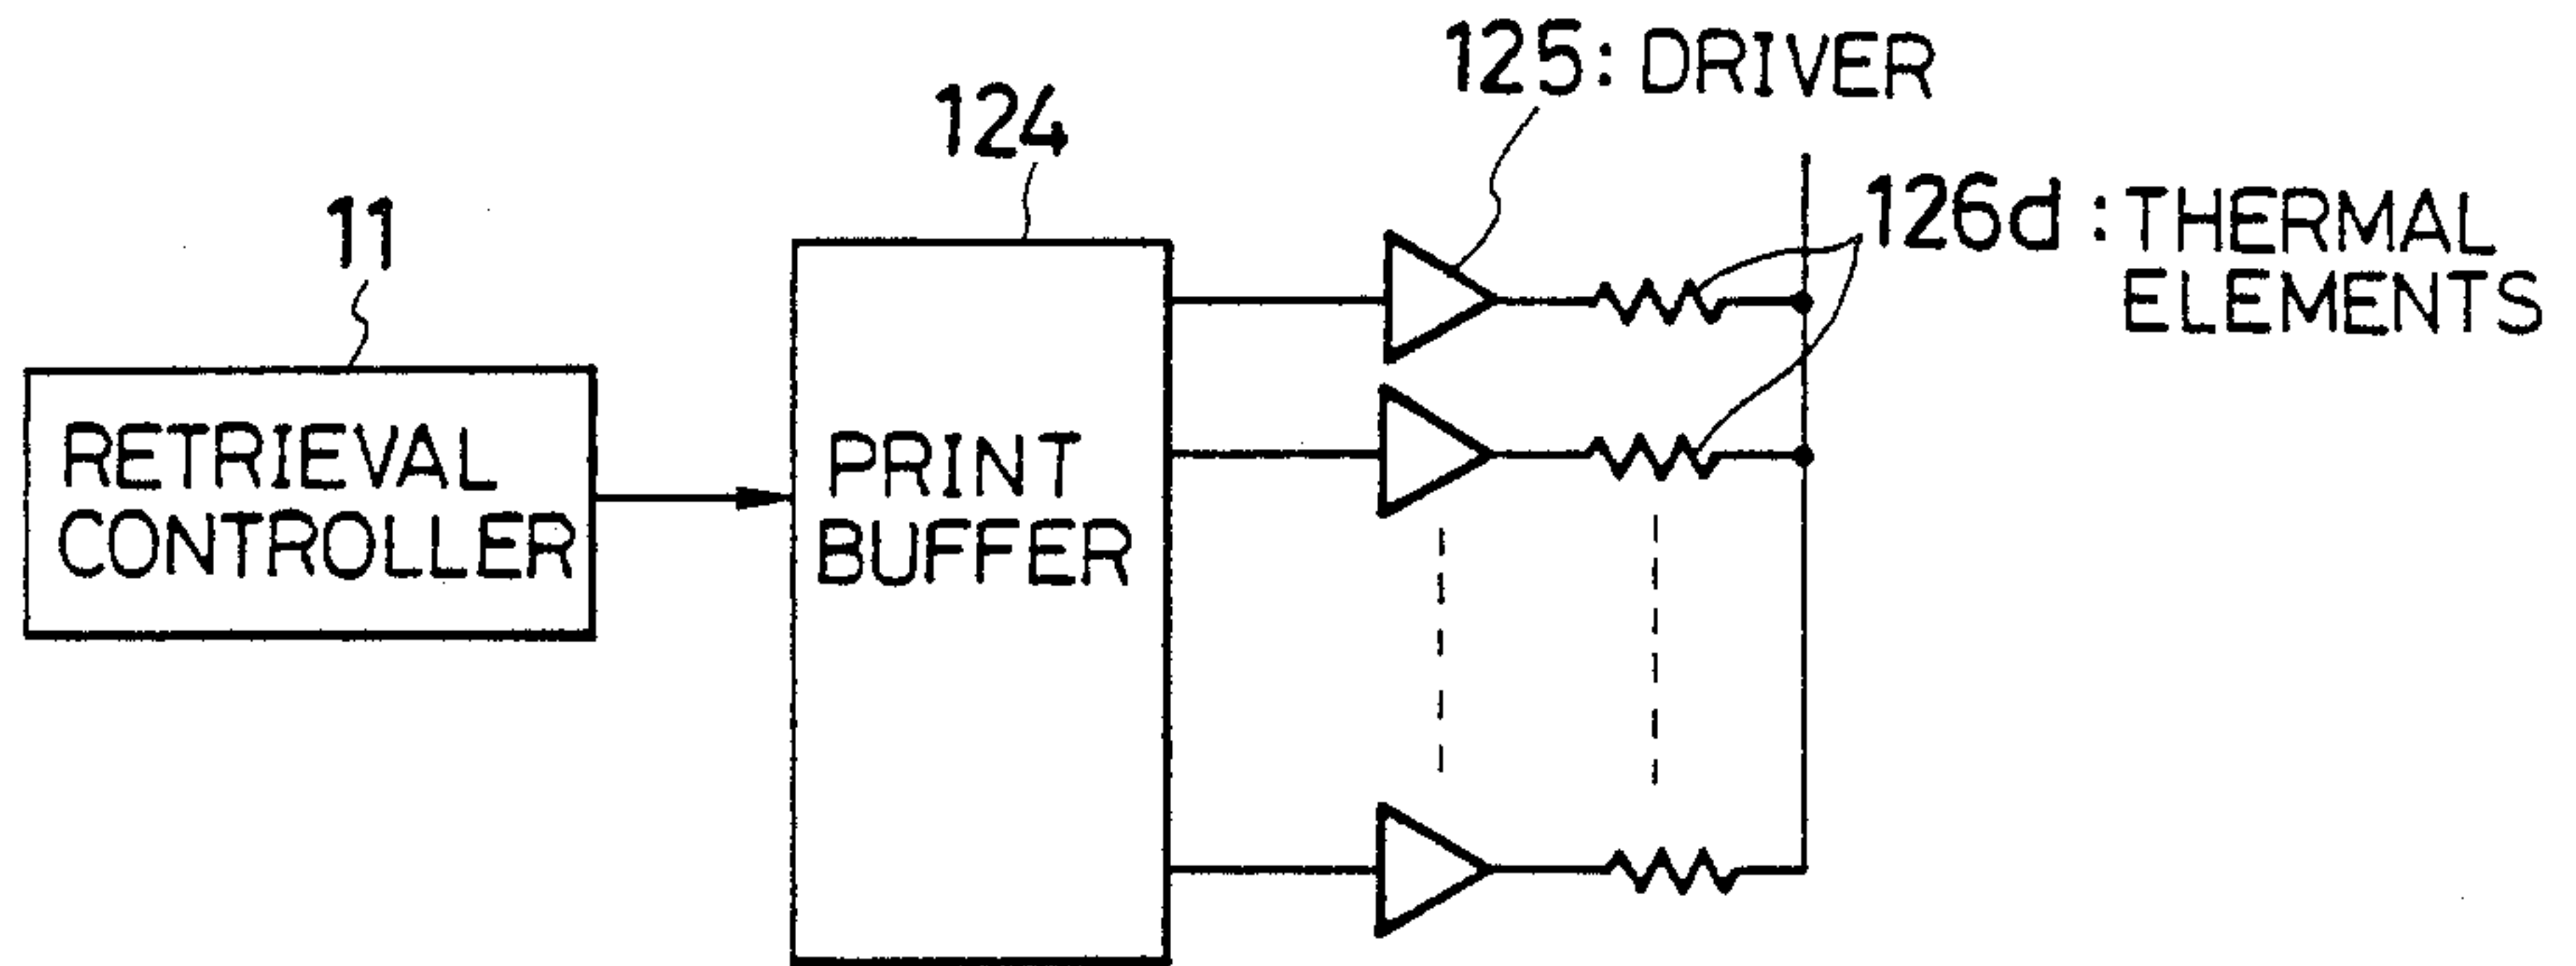 125: DRIVER
124
126d: THERMAL
ELEMENTS
11
RETRIEVAL
CONTROLLER
PRINT
BUFFER